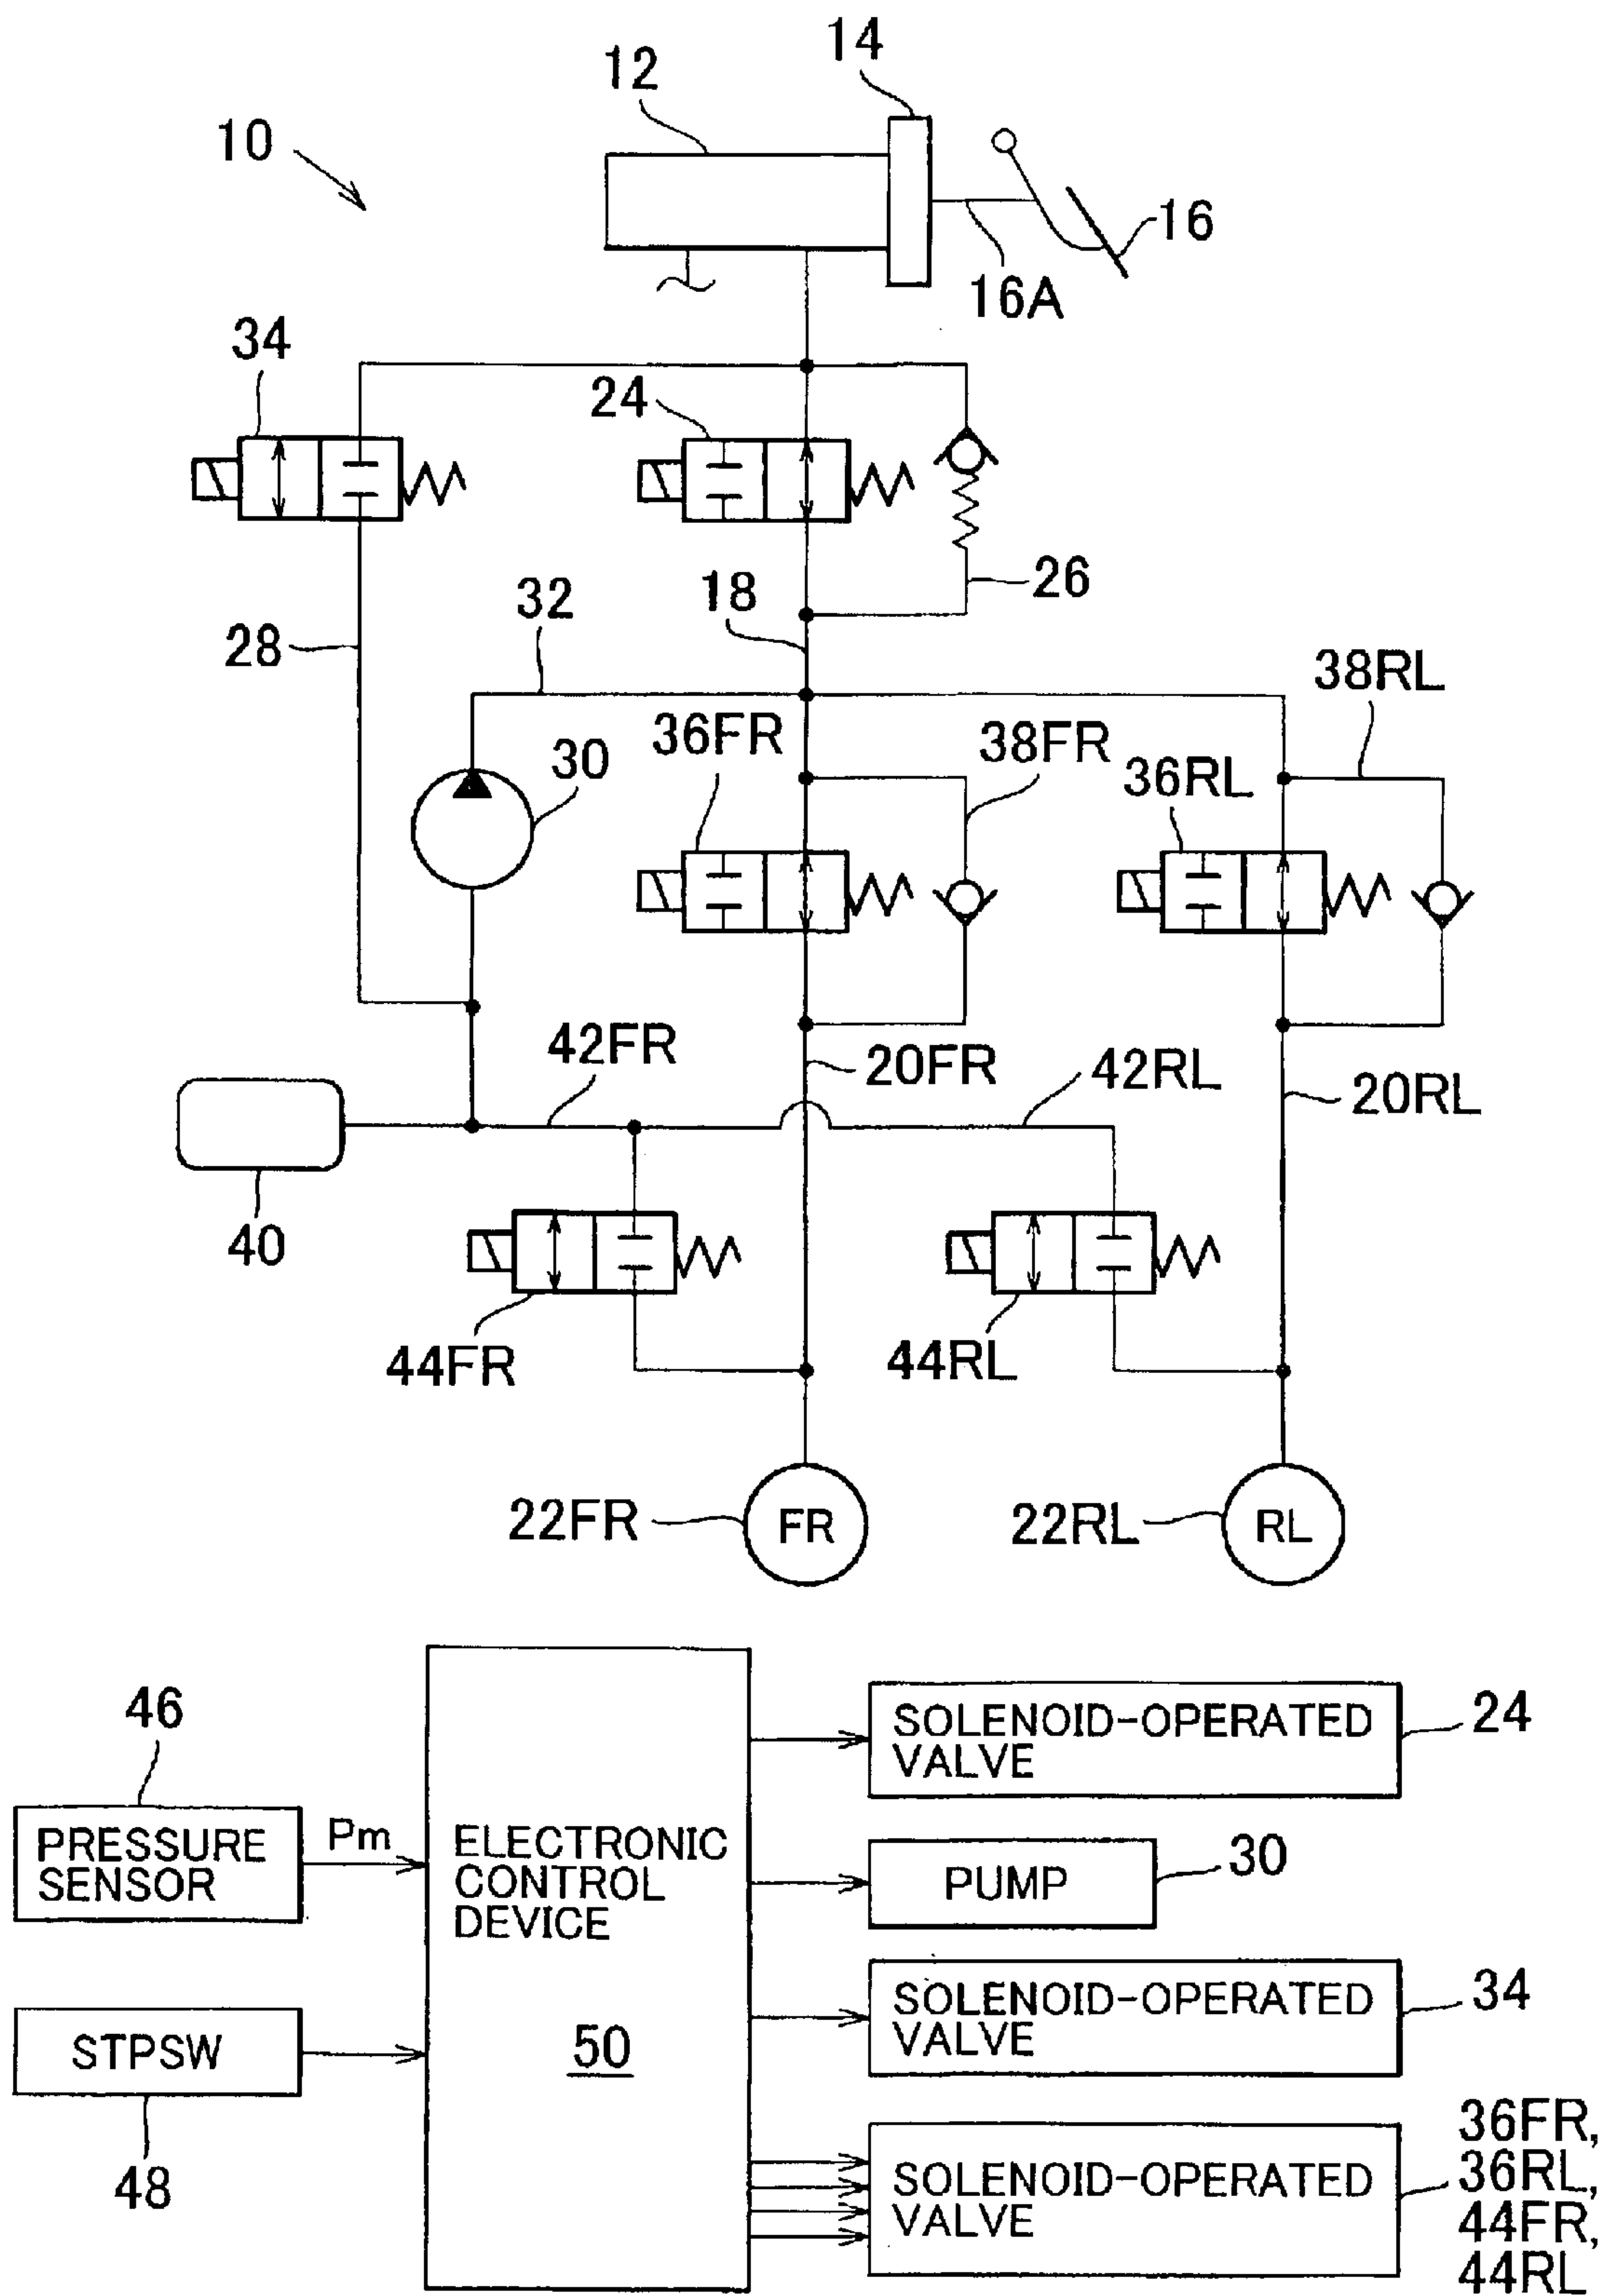 14
12
10
16
16A
34
24
26
18
32
28
38RL
36FR
38FR
30
36RL
42FR
20FR
42RL
20RL
40
44FR
44RL
22FR
FR
22RL
RL
46
PRESSURE
SENSOR
Pm
STPSW
48
ELECTRONIC
CONTROL
DEVICE
50
SOLENOID-OPERATED
VALVE
24
PUMP
30
SOLENOID-OPERATED
VALVE
34
SOLENOID-OPERATED
VALVE
36FR,
36RL,
44FR,
44RL